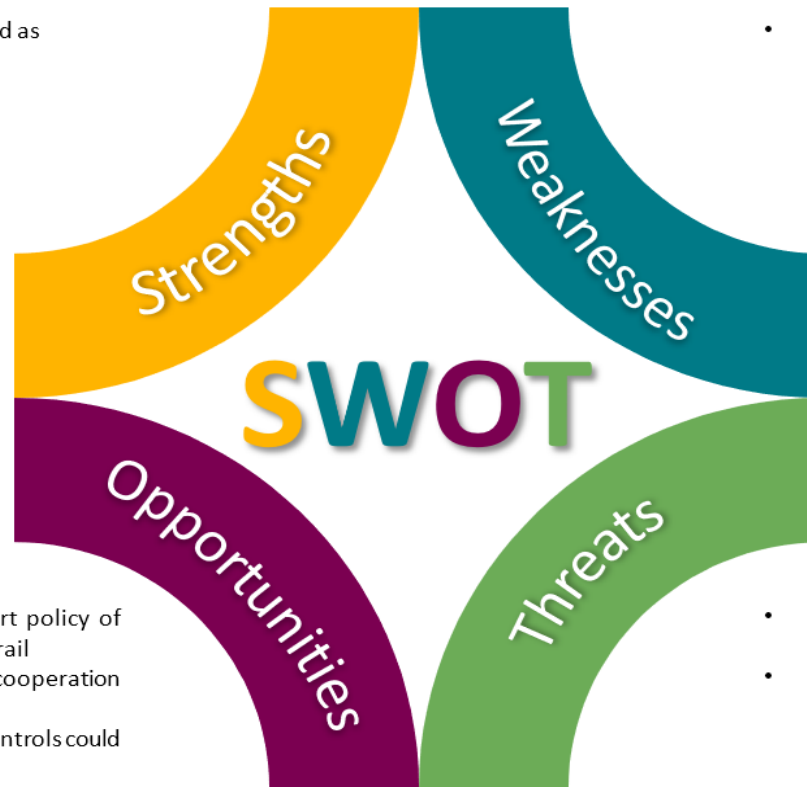 d as
•
Strengths
Weaknesses
SWOT
Opportunities
Threats
rt policy of
rail
cooperation
ntrols could
•
•